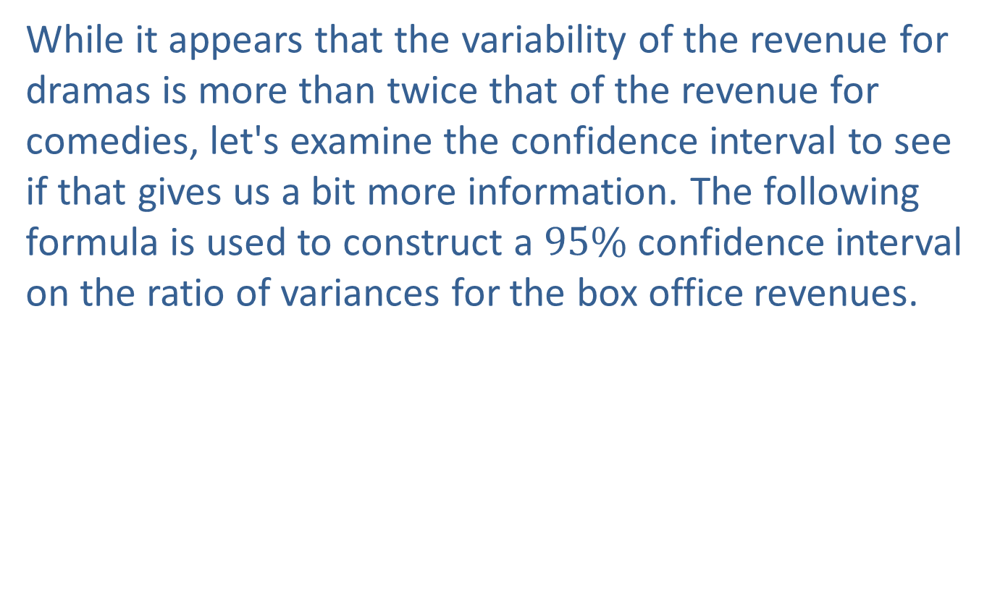 While it appears that the variability of the revenue for
dramas is more than twice that of the revenue for
comedies, let's examine the confidence interval to see
if that gives us a bit more information. The following
formula is used to construct a 95% confidence interval
on the ratio of variances for the box office revenues.